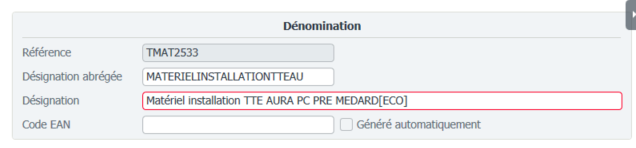 Dénomination
Référence TMAT2533
Désignation abrégée MATERIELINSTALLATIONTTEAU
Désignation Matériel installation TTE AURA PC PRE MEDARD[ECO]
Code EAN Généré automatiquement